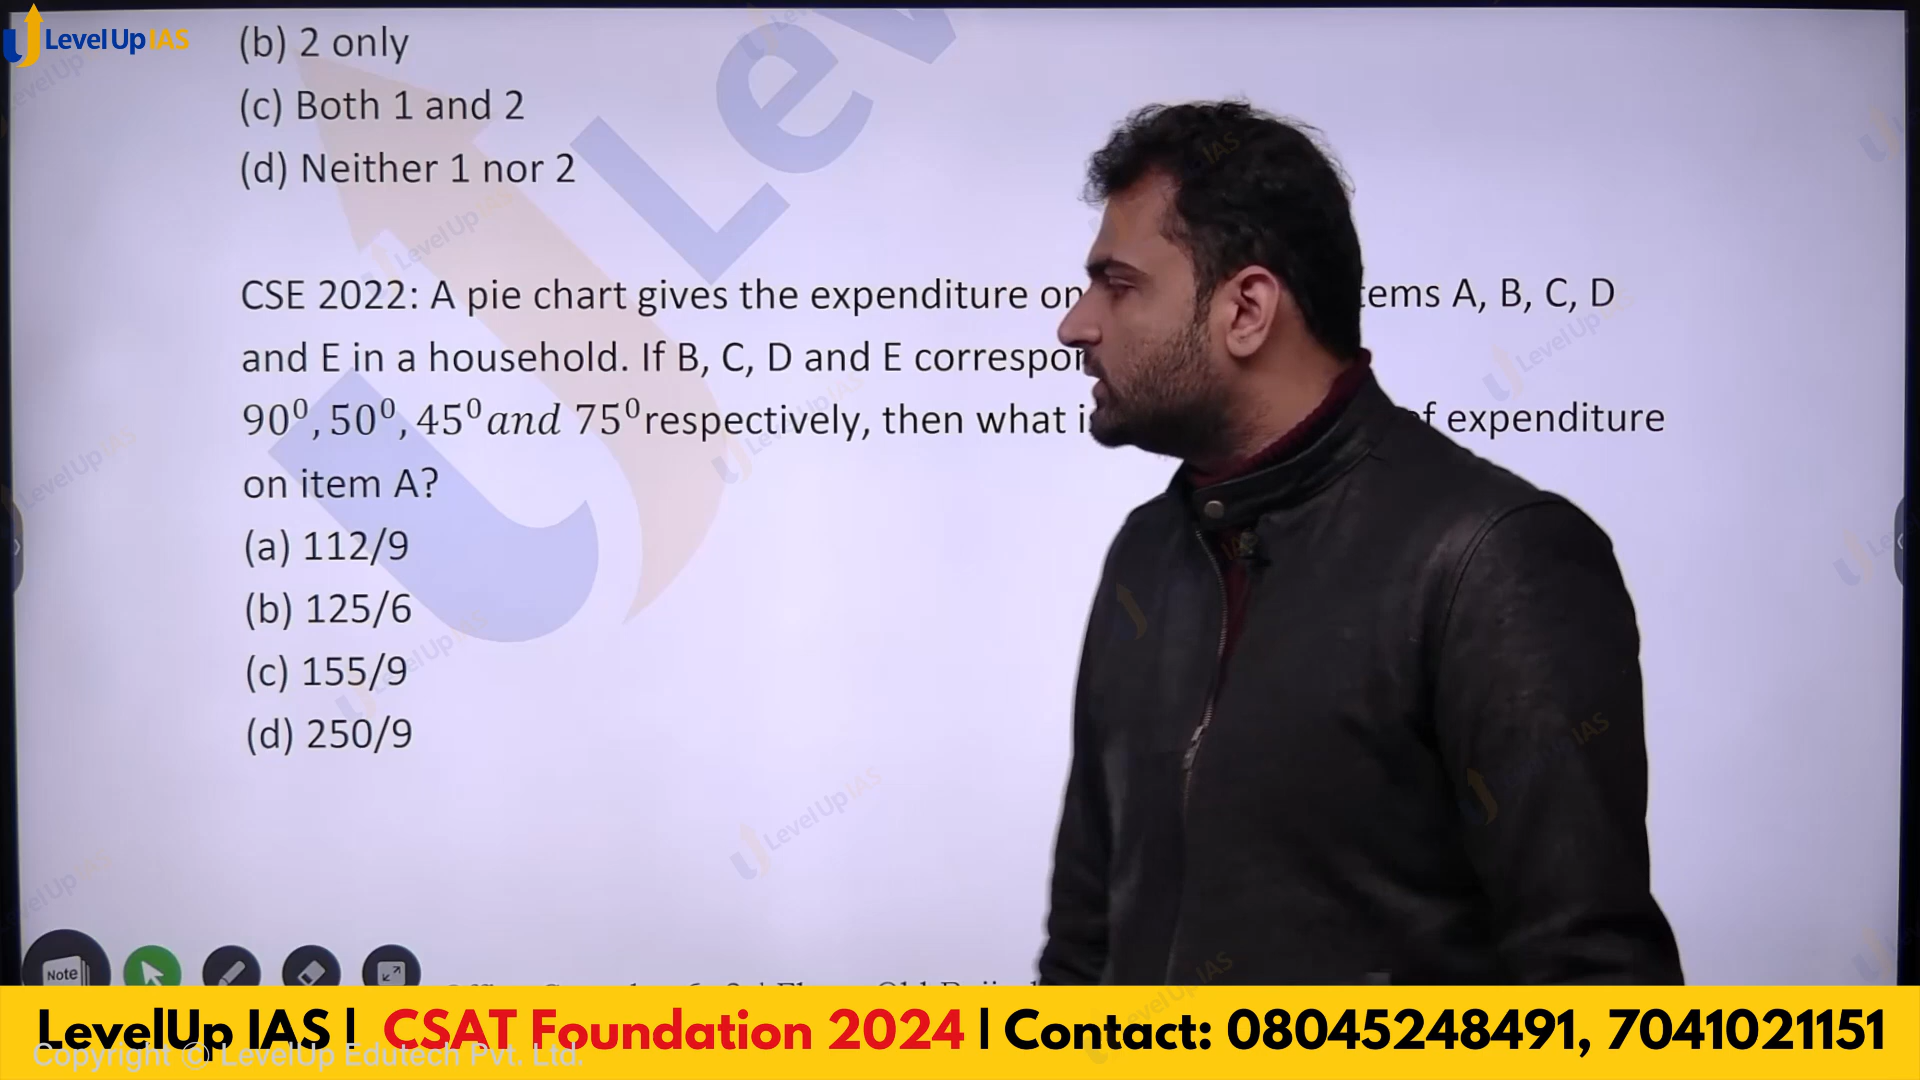 LevelUp IAS
(b) 2 only
(c) Both 1 and 2
(d) Neither 1 nor 2
CSE 2022: A pie chart gives the expenditure on tems A, B, C, D
and E in a household. If B, C, D and E correspon
90⁰, 50⁰, 45⁰ and 75⁰ respectively, then what i f expenditure
on item A?
(a) 112/9
(b) 125/6
(c) 155/9
(d) 250/9
Note
LevelUp IAS | CSAT Foundation 2024 | Contact: 08045248491, 7041021151
Copyright © LevelUp Edutech Pvt. Ltd.